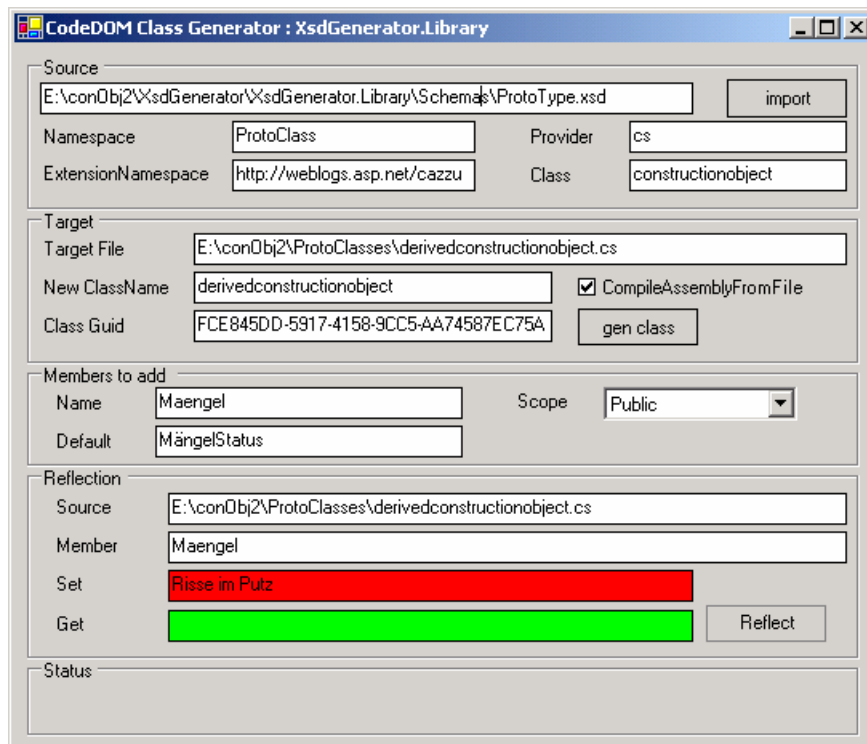 CodeDOM Class Generator : XsdGenerator.Library
Source
E:\conObj2\XsdGenerator\XsdGenerator.Library\Schemas\ProtoType.xsd import
Namespace ProtoClass Provider cs
ExtensionNamespace http://weblogs.asp.net/cazzu Class constructionobject
Target
Target File E:\conObj2\ProtoClasses\derivedconstructionobject.cs
New ClassName derivedconstructionobject CompileAssemblyFromFile
Class Guid FCE845DD-5917-4158-9CC5-AA74587EC75A gen class
Members to add
Name Maengel Scope Public
Default MängelStatus
Reflection
Source E:\conObj2\ProtoClasses\derivedconstructionobject.cs
Member Maengel
Set Risse im Putz
Get Reflect
Status